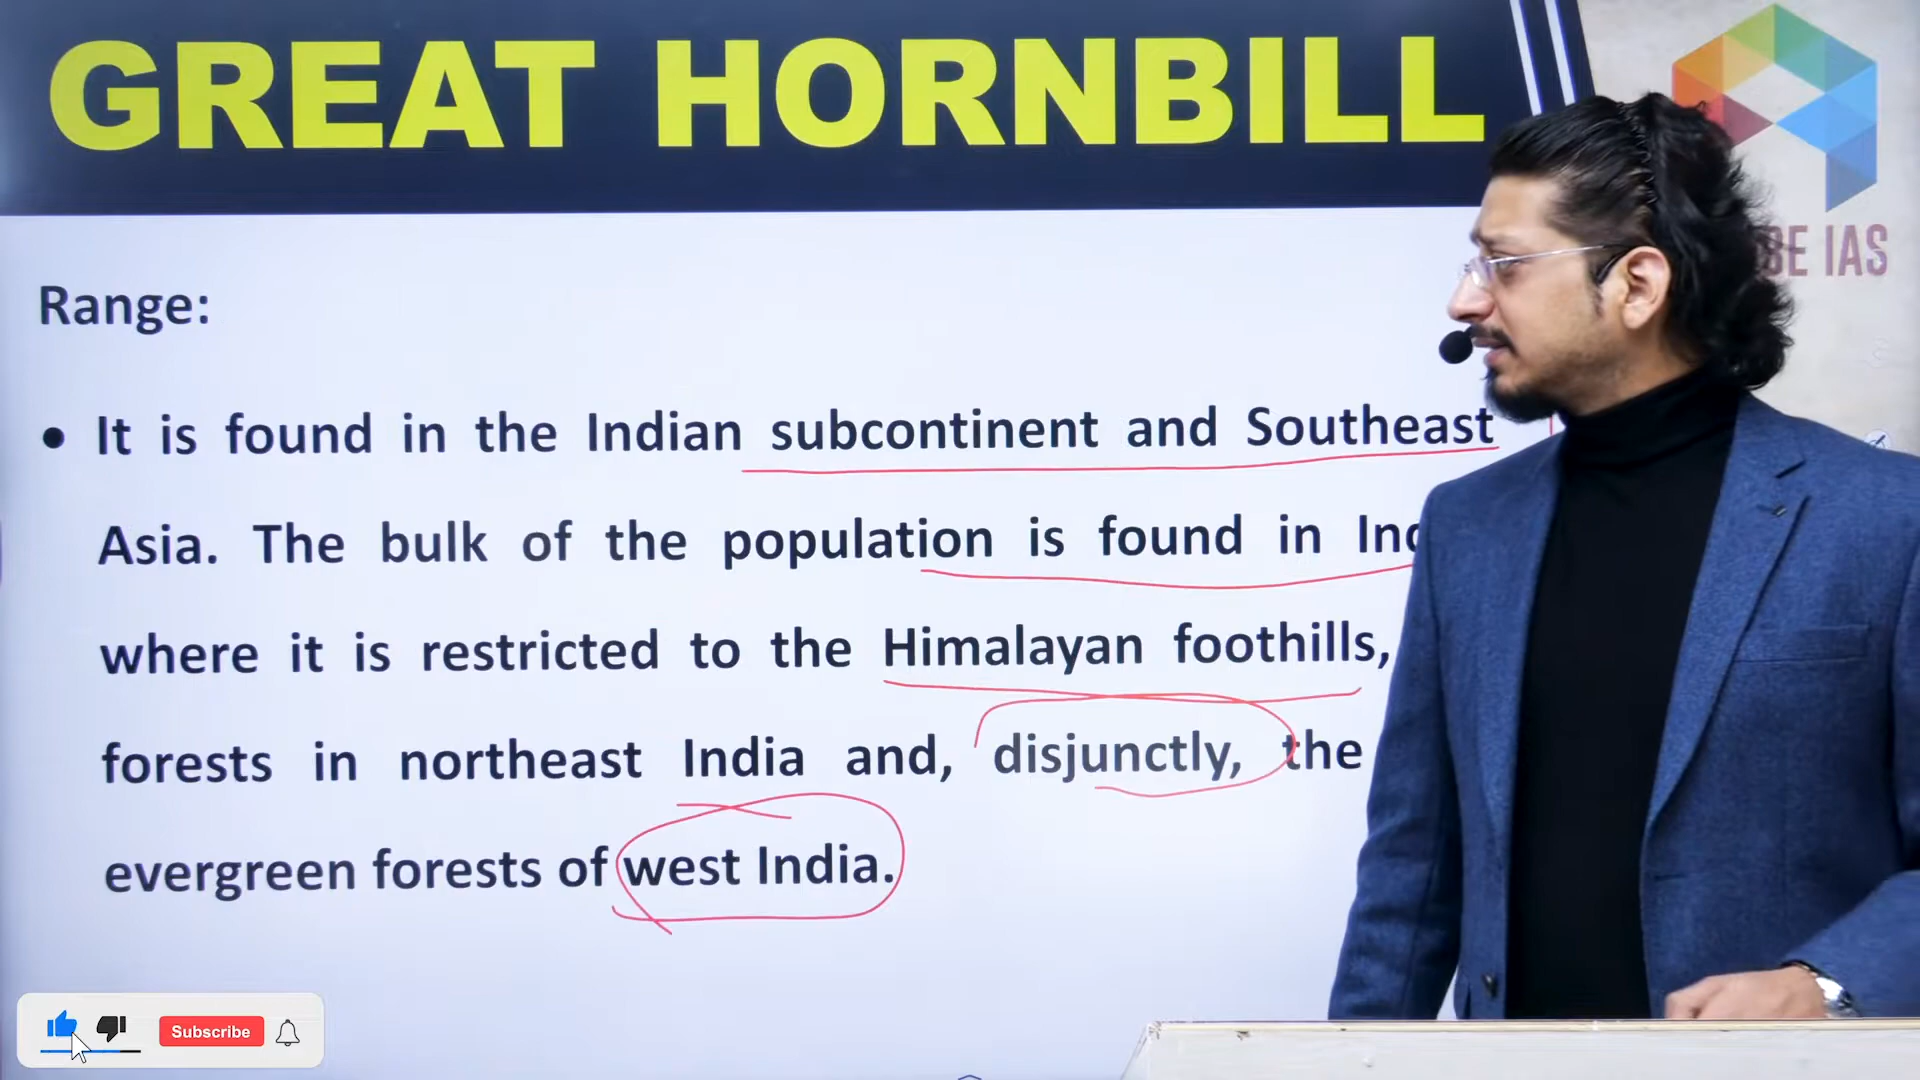 GREAT HORNBILL
BE IAS
Range:
• It is found in the Indian subcontinent and Southeast
Asia. The bulk of the population is found in
where it is restricted to the Himalayan foothills,
forests in northeast India and, disjunctly, the
evergreen forests of west India.
Subscribe